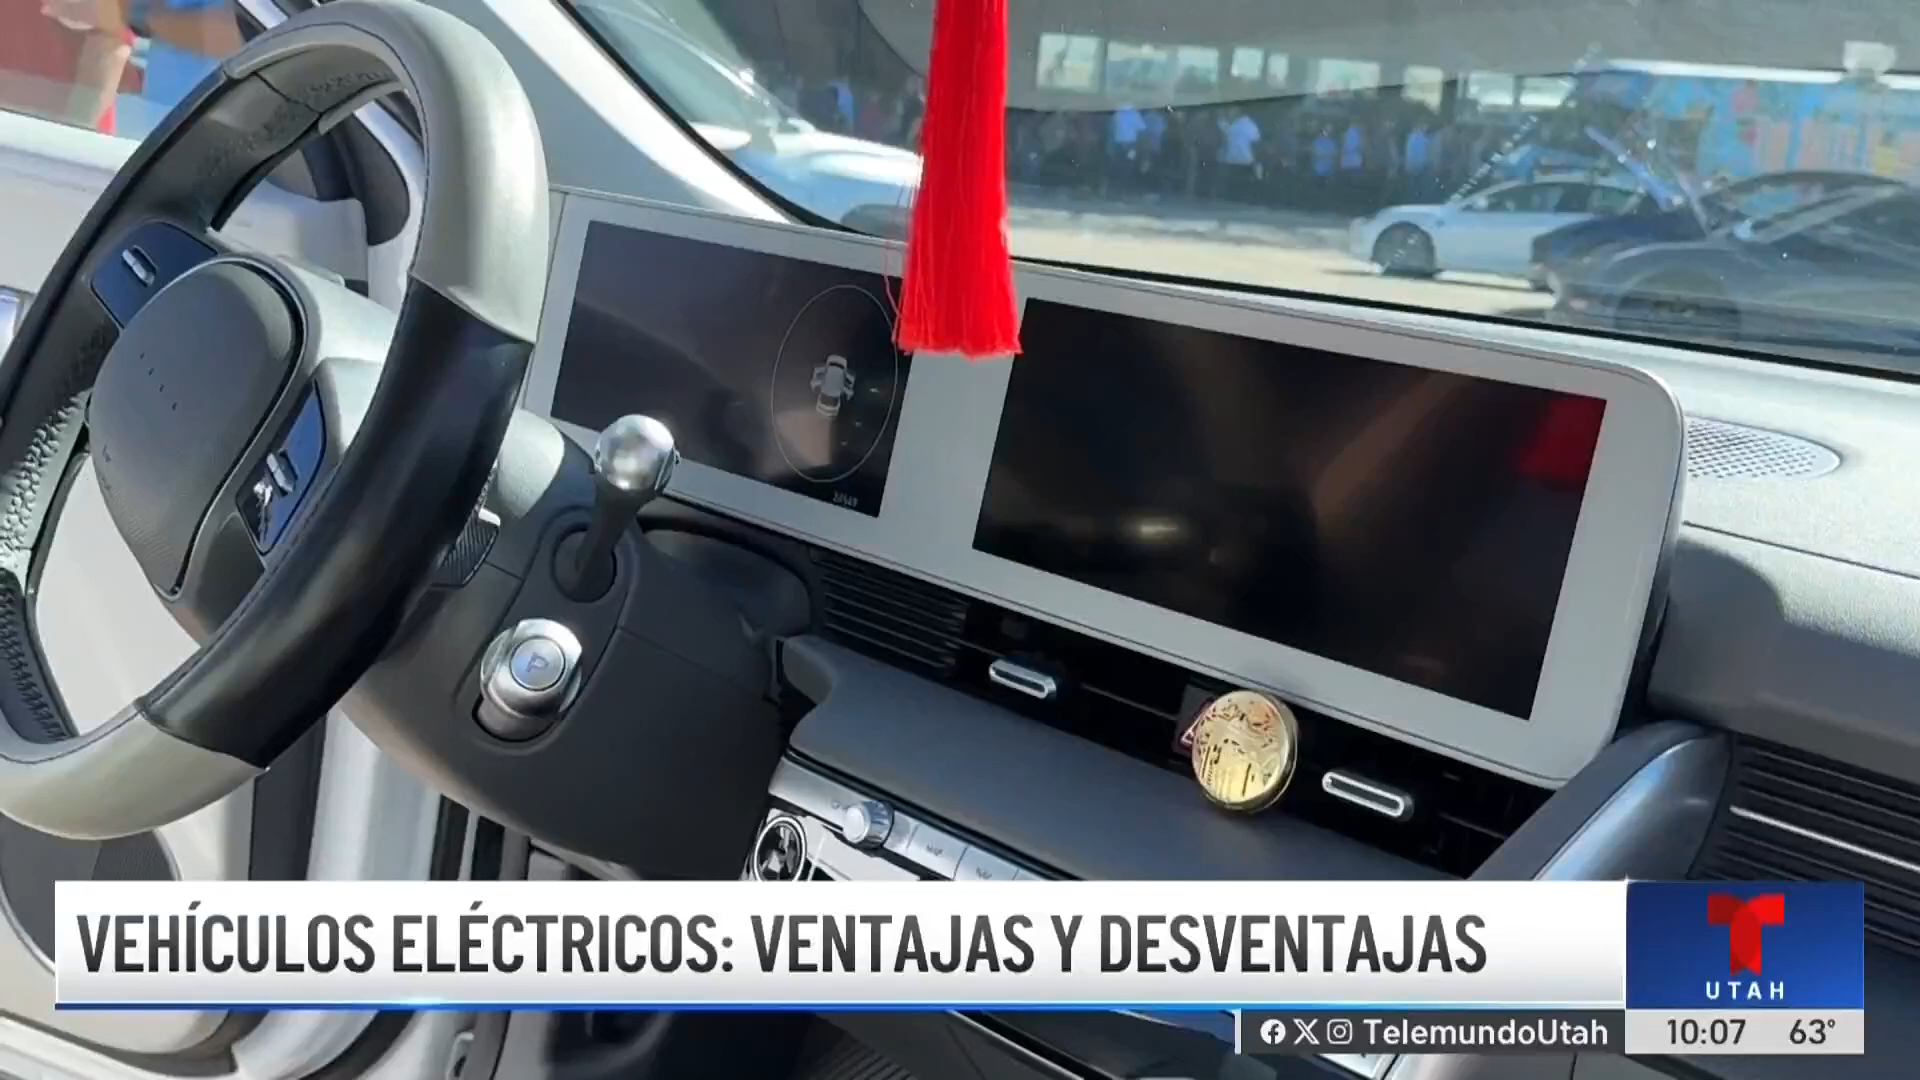 P
VEHÍCULOS ELÉCTRICOS: VENTAJAS Y DESVENTAJAS
UTAH
TelemundoUtah
10:07 63°